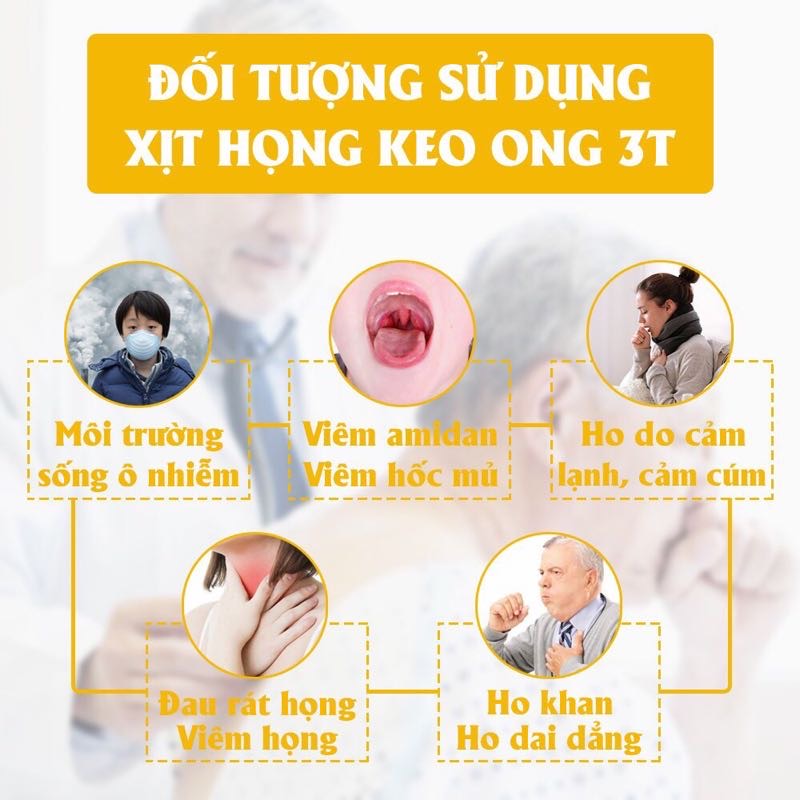 ĐỐI TƯỢNG SỬ DỤNG
XỊT HỌNG KEO ONG 3T
Môi trường
sống ô nhiễm
Viêm amidan
Viêm hốc mủ
Ho do cảm
lạnh, cảm cúm
Đau rát họng
Viêm họng
Ho khan
Ho dai dẳng